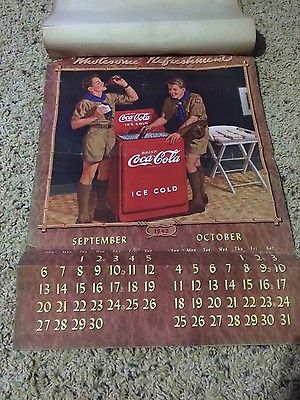 Wholesome Refreshment
Coca-Cola
ICE COLD
DRINK
Coca-Cola
ICE COLD
1942
SEPTEMBER OCTOBER
Sun. Mon. Tue. Wed. Thu. Fri. Sat. Sun. Mon. Tue. Wed. Thu. Fri. Sat.
2 3 4 5 1 2 3
6 7 8 9 10 11 12 4 5 6 7 8 9 10
13 14 15 16 17 18 19 11 12 13 14 15 16 17
20 21 22 23 24 25 26 18 19 20 21 22 23 24
27 28 29 30 25 26 27 28 29 30 31